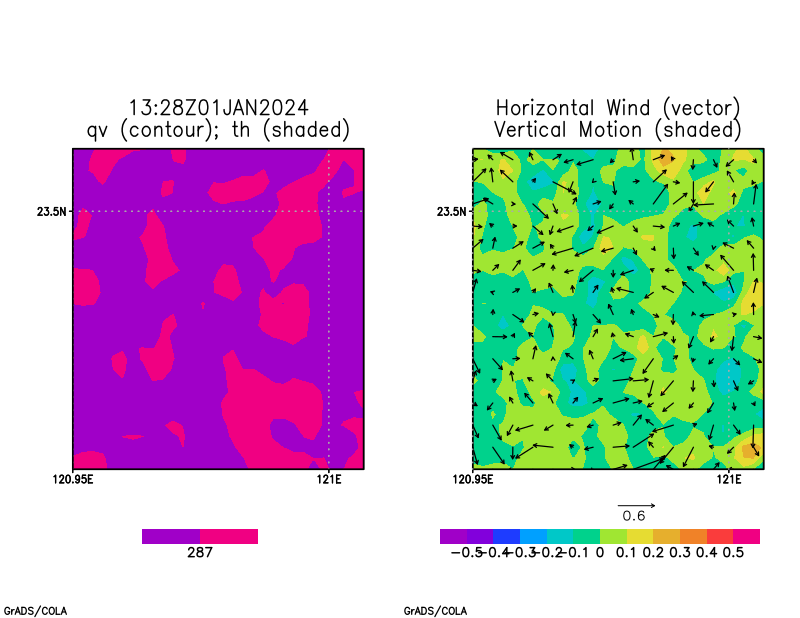 13:28Z01JAN2024
qv (contour); th (shaded)
23.5N
120.95E 121E
287
Horizontal Wind (vector)
Vertical Motion (shaded)
23.5N
120.95E 121E
0.6
-0.5 -0.4 -0.3 -0.2 -0.1 0 0.1 0.2 0.3 0.4 0.5
GrADS/COLA GrADS/COLA